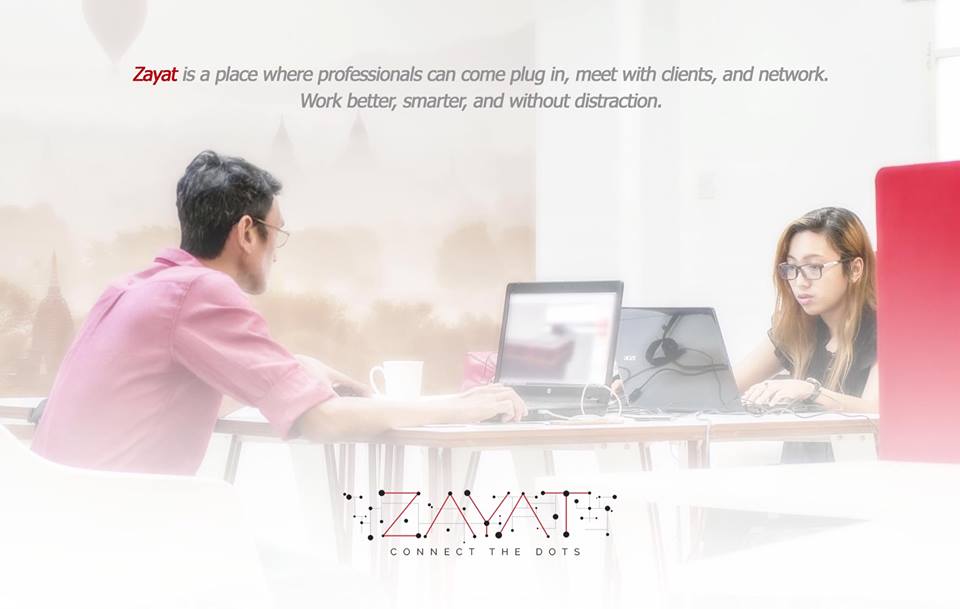 Zayat is a place where professionals can come plug in, meet with clients, and network.
Work better, smarter, and without distraction.
acer
ZAYAT
CONNECT THE DOTS